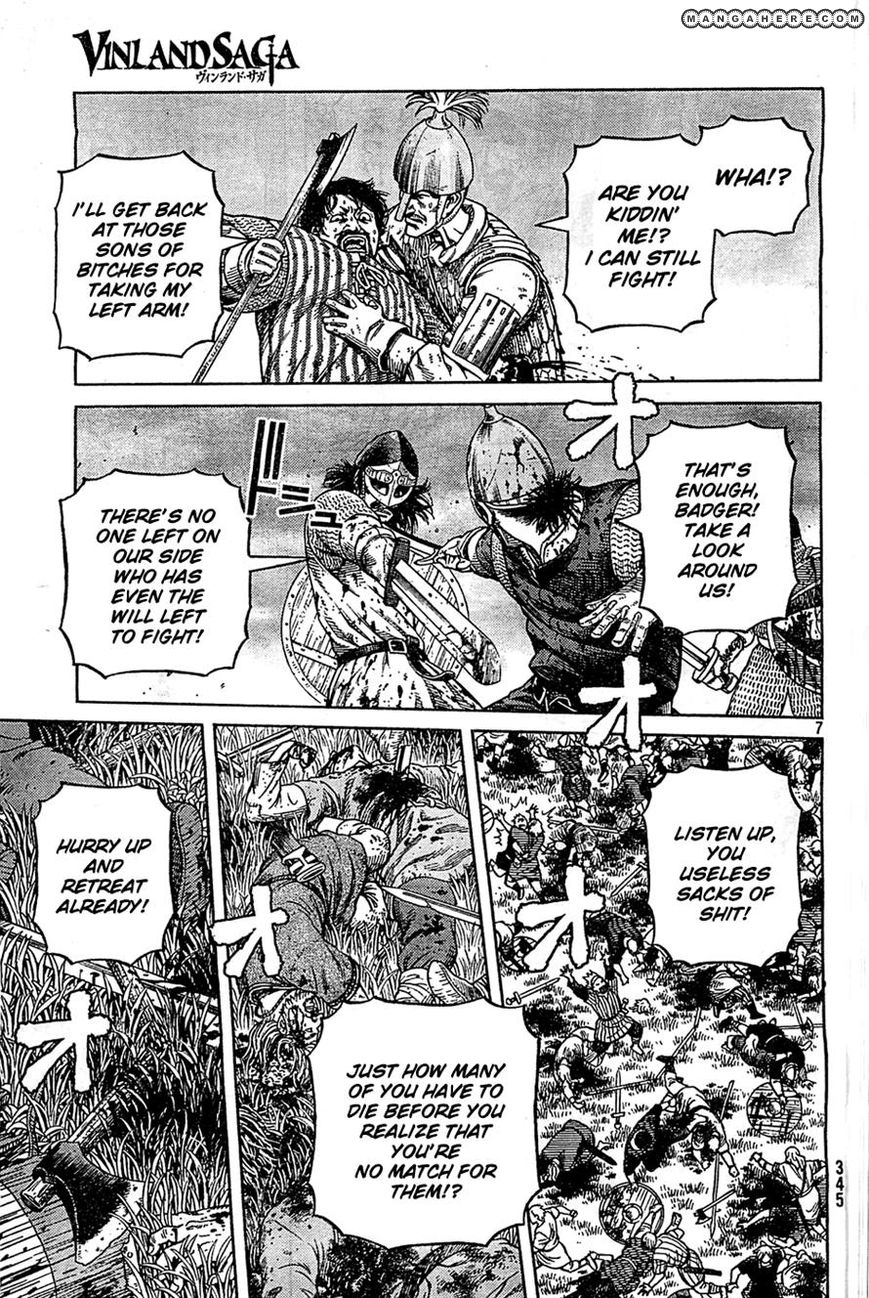 MANGAHERE.COM
VINLAND SAGA
ヴィンランド・サガ
WHA!?
ARE YOU
KIDDIN'
ME!?
I CAN STILL
FIGHT!
I'LL GET BACK
AT THOSE
SONS OF
BITCHES FOR
TAKING MY
LEFT ARM!
オ
THAT'S
ENOUGH,
BADGER!
TAKE A
LOOK
AROUND
US!
ドシュ
THERE'S NO
ONE LEFT ON
OUR SIDE
WHO HAS
EVEN THE
WILL LEFT
TO FIGHT!
オ
7
LISTEN UP,
YOU
USELESS
SACKS OF
SHIT!
オ
JUST HOW MANY
OF YOU HAVE TO
DIE BEFORE YOU
REALIZE THAT
YOU'RE
NO MATCH FOR
THEM!?
オ
HURRY UP
AND
RETREAT
ALREADY!
オ
345